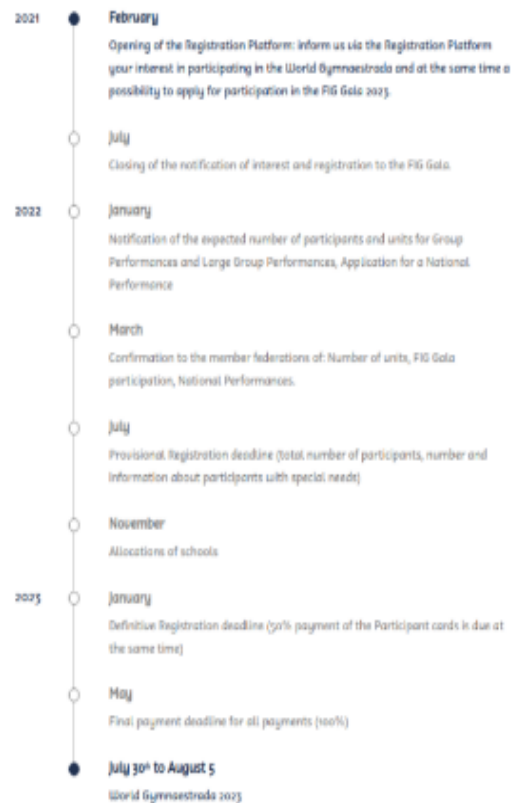 2021
February
Opening of the Registration Platform: inform us via the Registration Platform
your interest in participating in the World Gymnaestrada and at the same time a
possibility to apply for participation in the FIG Gala 2023.
July
Closing of the notification of interest and registration to the FIG Gala.
2022
January
Notification of the expected number of participants and units for Group
Performances and Large Group Performances, Application for a National
Performance
March
Confirmation to the member federations of: Number of units, FIG Gala
participation, National Performances.
July
Provisional Registration deadline (total number of participants, number and
information about participants with special needs)
November
Allocations of schools
2023
January
Definitive Registration deadline (50% payment of the Participant cards is due at
the same time)
May
Final payment deadline for all payments (100%)
July 30th to August 5
World Gymnaestrada 2023